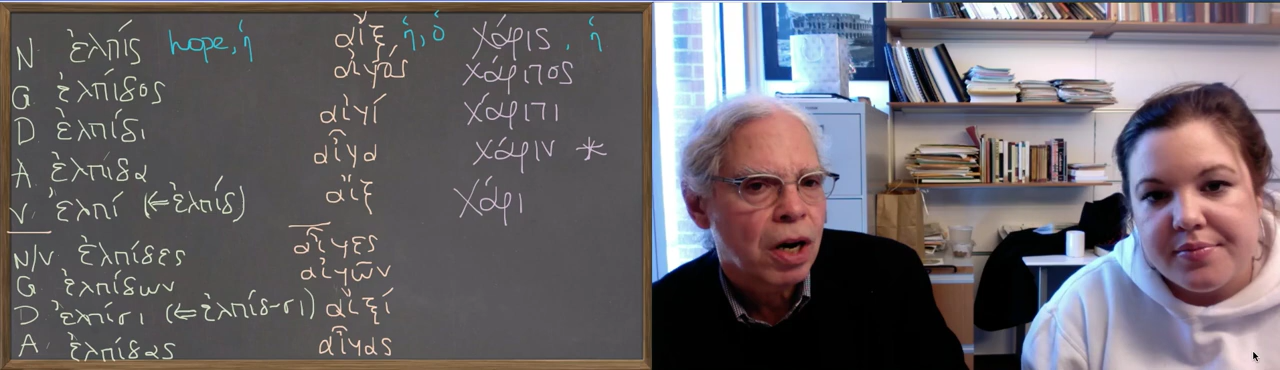 N ἐλπίς hope, ἡ αἴξ ἡ, ὁ χάρις, ἡ
G. ἐλπίδος αἰγός χάριτος
D ἐλπίδι αἰγί χάριτι
A. ἐλπίδα αἶγα χάριν *
V. ἐλπί (⇐ἐλπίδ) αἴξ χάρι
N/V ἐλπίδες αἶγες
G. ἐλπίδων αἰγῶν
D ἐλπίσι (⇐ἐλπίδ-σι) αἰξί
A. ἐλπίδας αἶγας